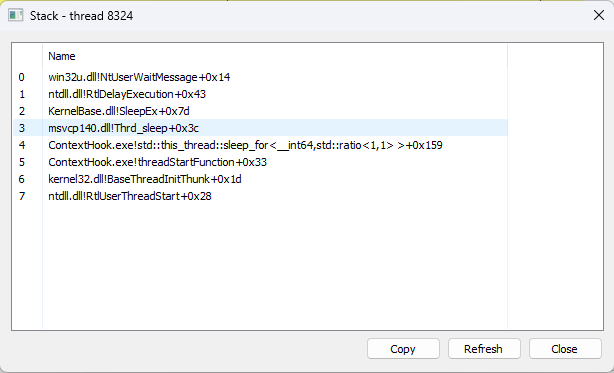 Stack - thread 8324
Name
0 win32u.dll!NtUserWaitMessage+0x14
1 ntdll.dll!RtlDelayExecution+0x43
2 KernelBase.dll!SleepEx+0x7d
3 msvcp140.dll!Thrd_sleep+0x3c
4 ContextHook.exe!std::this_thread::sleep_for<__int64,std::ratio<1,1> >+0x159
5 ContextHook.exe!threadStartFunction+0x33
6 kernel32.dll!BaseThreadInitThunk+0x1d
7 ntdll.dll!RtlUserThreadStart+0x28
Copy Refresh Close